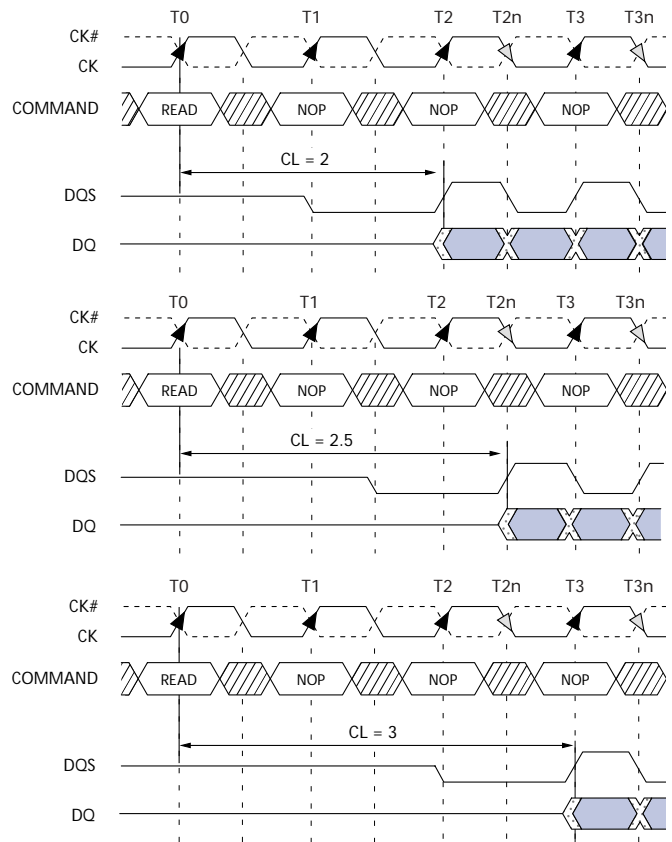 T0 T1 T2 T2n T3 T3n
CK#
CK
COMMAND READ NOP NOP NOP
CL = 2
DQS
DQ
T0 T1 T2 T2n T3 T3n
CK#
CK
COMMAND READ NOP NOP NOP
CL = 2.5
DQS
DQ
T0 T1 T2 T2n T3 T3n
CK#
CK
COMMAND READ NOP NOP NOP
CL = 3
DQS
DQ